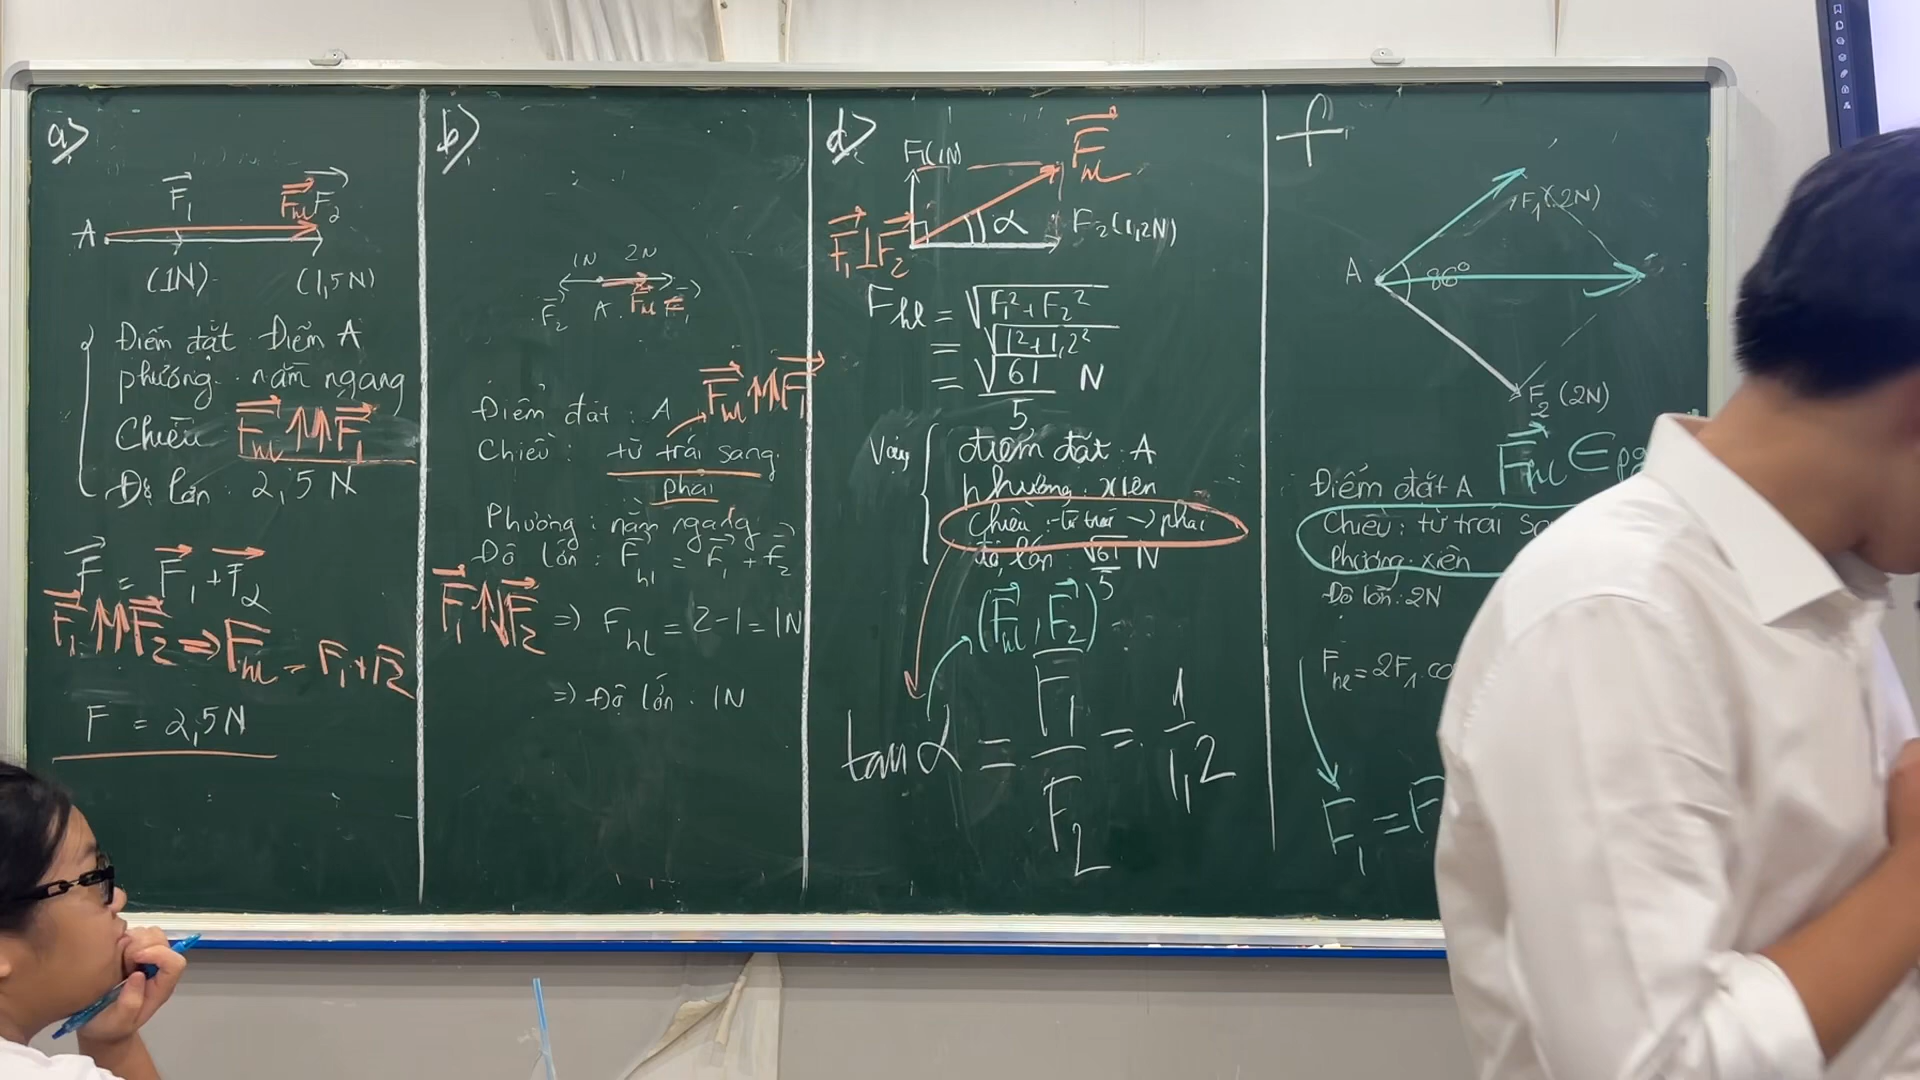 a)
F₁
Fhl F₂
A
(1N) (1,5N)
Điểm đặt Điểm A
phương nằm ngang
Chiều Fhl ↑↑ F₁
Độ lớn : 2,5 N
F = F₁ + F₂
F₁ ↑↑ F₂ ⇒ Fhl = F₁ + F₂
F = 2,5N
b)
1N 2N
F₂ A Fhl F₁
Fhl ↑↑ F₁
Điểm đặt : A
Chiều : từ trái sang
phải
Phương : nằm ngang
Độ lớn : Fhl = F₁ + F₂
F₁ ↑↓ F₂ ⇒ Fhl = 2 - 1 = 1N
⇒ Độ lớn : 1N
d)
F₁(1N) Fhl
F₁ ⊥ F₂ α F₂(1,2N)
Fhl = √F₁² + F₂²
= √1² + 1,2²
= √61/5 N
Vậy
điểm đặt : A
Phương : xiên
Chiều : từ trái → phải
độ lớn : √61/5 N
(Fhl, F₂)
tan α = F₁/F₂ = 1/1,2
f
F₁ (2N)
A
F₂ (2N)
Fhl ∈
Điểm đặt A
Chiều : từ trái
Phương : xiên
Độ lớn : 2N
Fhl = 2F₁.co
F₁ = F